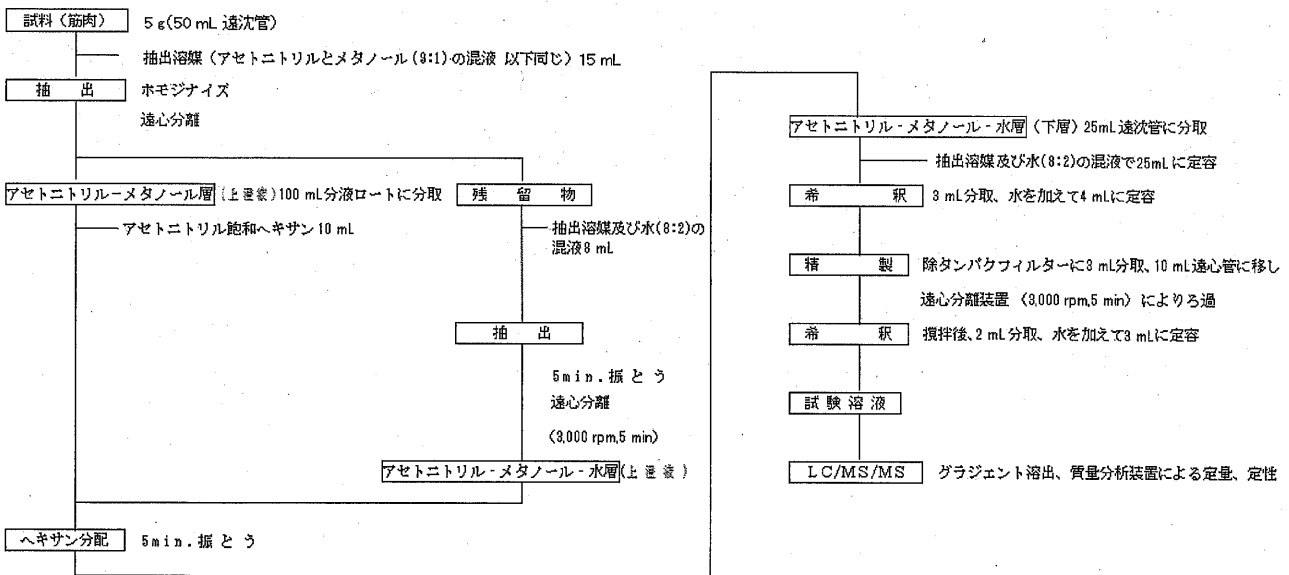 試料（筋肉） 5 g(50 mL 遠沈管)
抽出溶媒（アセトニトリルとメタノール(9:1)の混液 以下同じ）15 mL
抽 出 ホモジナイズ
遠心分離
アセトニトリル－メタノール層(上澄液)100 mL分液ロートに分取
残 留 物
アセトニトリル飽和ヘキサン10 mL
抽出溶媒及び水(8:2)の
混液8 mL
抽 出
5min.振とう
遠心分離
(3,000 rpm,5 min)
アセトニトリル-メタノール-水層(上澄液)
ヘキサン分配 5min.振とう
アセトニトリル-メタノール-水層（下層）25mL遠沈管に分取
抽出溶媒及び水(8:2)の混液で25mLに定容
希 釈 3 mL分取、水を加えて4 mLに定容
精 製 除タンパクフィルターに3 mL分取、10 mL遠心管に移し
遠心分離装置（3,000 rpm,5 min）によりろ過
希 釈 撹拌後、2 mL分取、水を加えて3 mLに定容
試験溶液
LC/MS/MS グラジェント溶出、質量分析装置による定量、定性